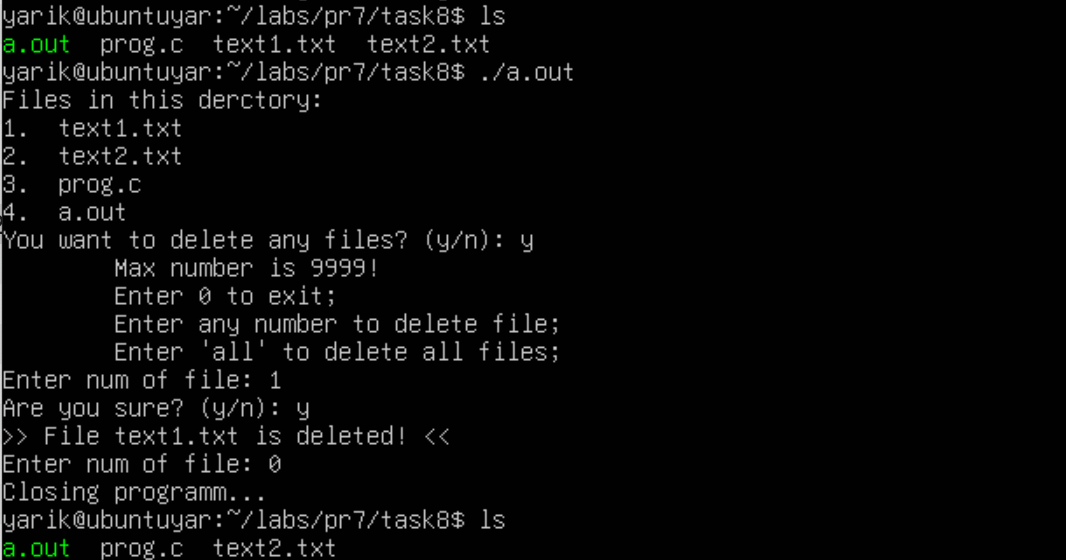 yarik@ubuntuyar:~/labs/pr7/task8$ ls
a.out  prog.c  text1.txt  text2.txt
yarik@ubuntuyar:~/labs/pr7/task8$ ./a.out
Files in this derctory:
1.  text1.txt
2.  text2.txt
3.  prog.c
4.  a.out
You want to delete any files? (y/n): y
        Max number is 9999!
        Enter 0 to exit;
        Enter any number to delete file;
        Enter 'all' to delete all files;
Enter num of file: 1
Are you sure? (y/n): y
>> File text1.txt is deleted! <<
Enter num of file: 0
Closing programm...
yarik@ubuntuyar:~/labs/pr7/task8$ ls
a.out  prog.c  text2.txt